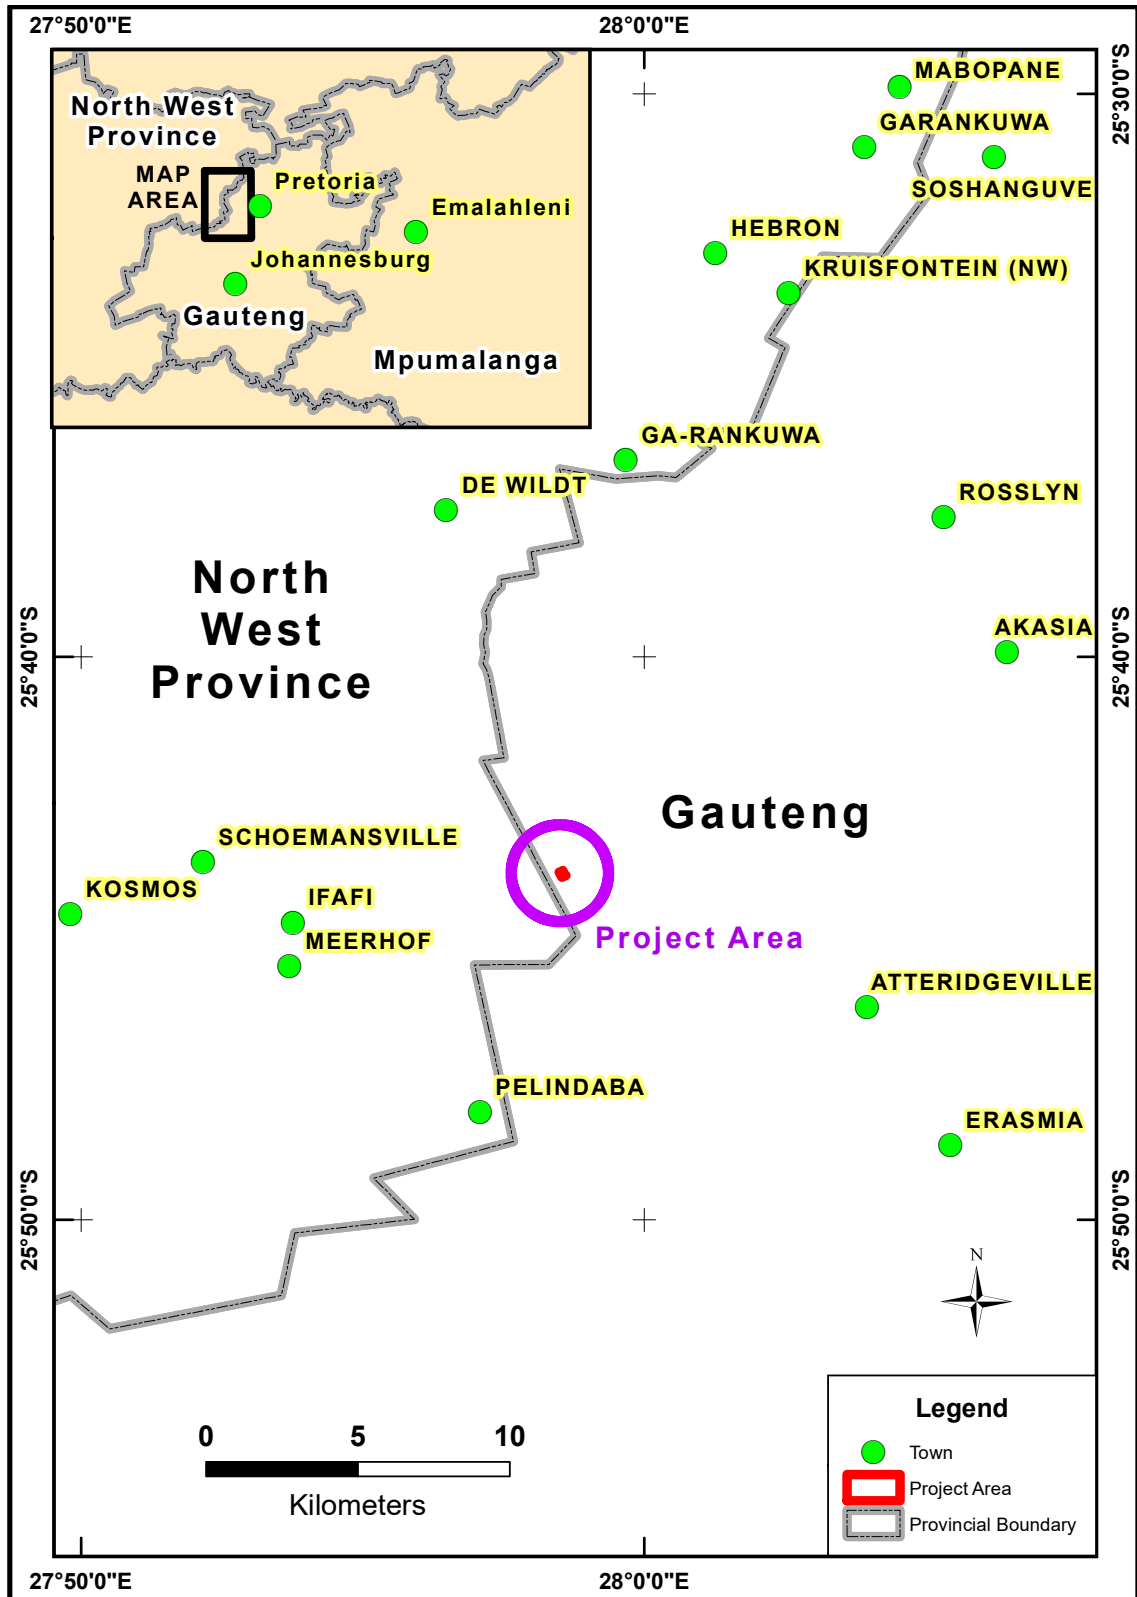 27°50'0"E
28°0'0"E
North West
Province
MAP
AREA
Pretoria
Emalahleni
Johannesburg
Gauteng
Mpumalanga
MABOPANE
25°30'0"S
GARANKUWA
SOSHANGUVE
HEBRON
KRUISFONTEIN (NW)
GA-RANKUWA
DE WILDT
ROSSLYN
North
West
Province
25°40'0"S
25°40'0"S
AKASIA
Gauteng
SCHOEMANSVILLE
KOSMOS
IFAFI
MEERHOF
Project Area
ATTERIDGEVILLE
PELINDABA
ERASMIA
25°50'0"S
25°50'0"S
N
0 5 10
Kilometers
Legend
Town
Project Area
Provincial Boundary
27°50'0"E
28°0'0"E